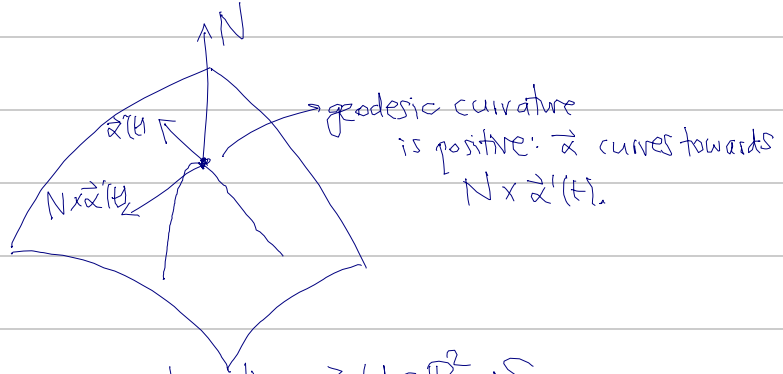 N
α⃗'(t)
geodesic curvature
is positive: α⃗ curves towards
N × α⃗'(t)
N × α⃗'(t).